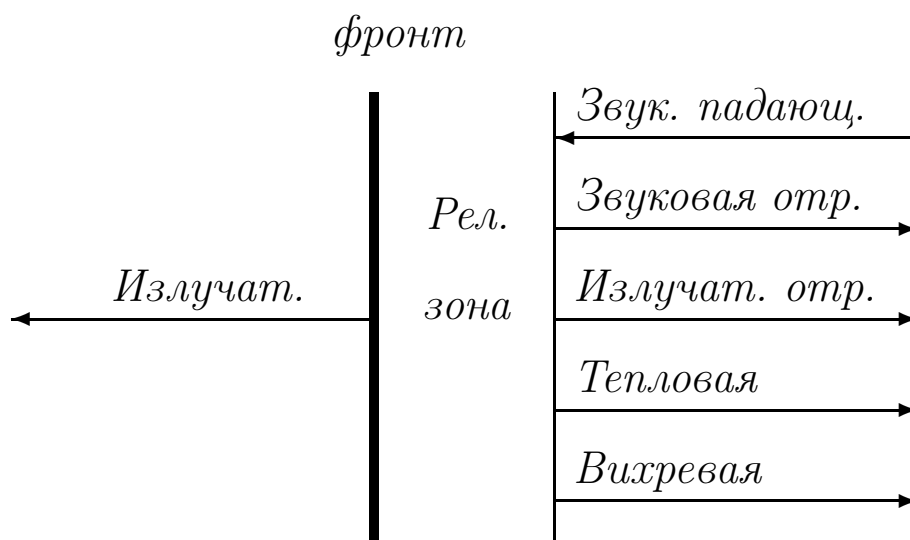 фронт
Звук. падающ.
Звуковая отр.
Рел.
Излучат.
Излучат. отр.
зона
Тепловая
Вихревая